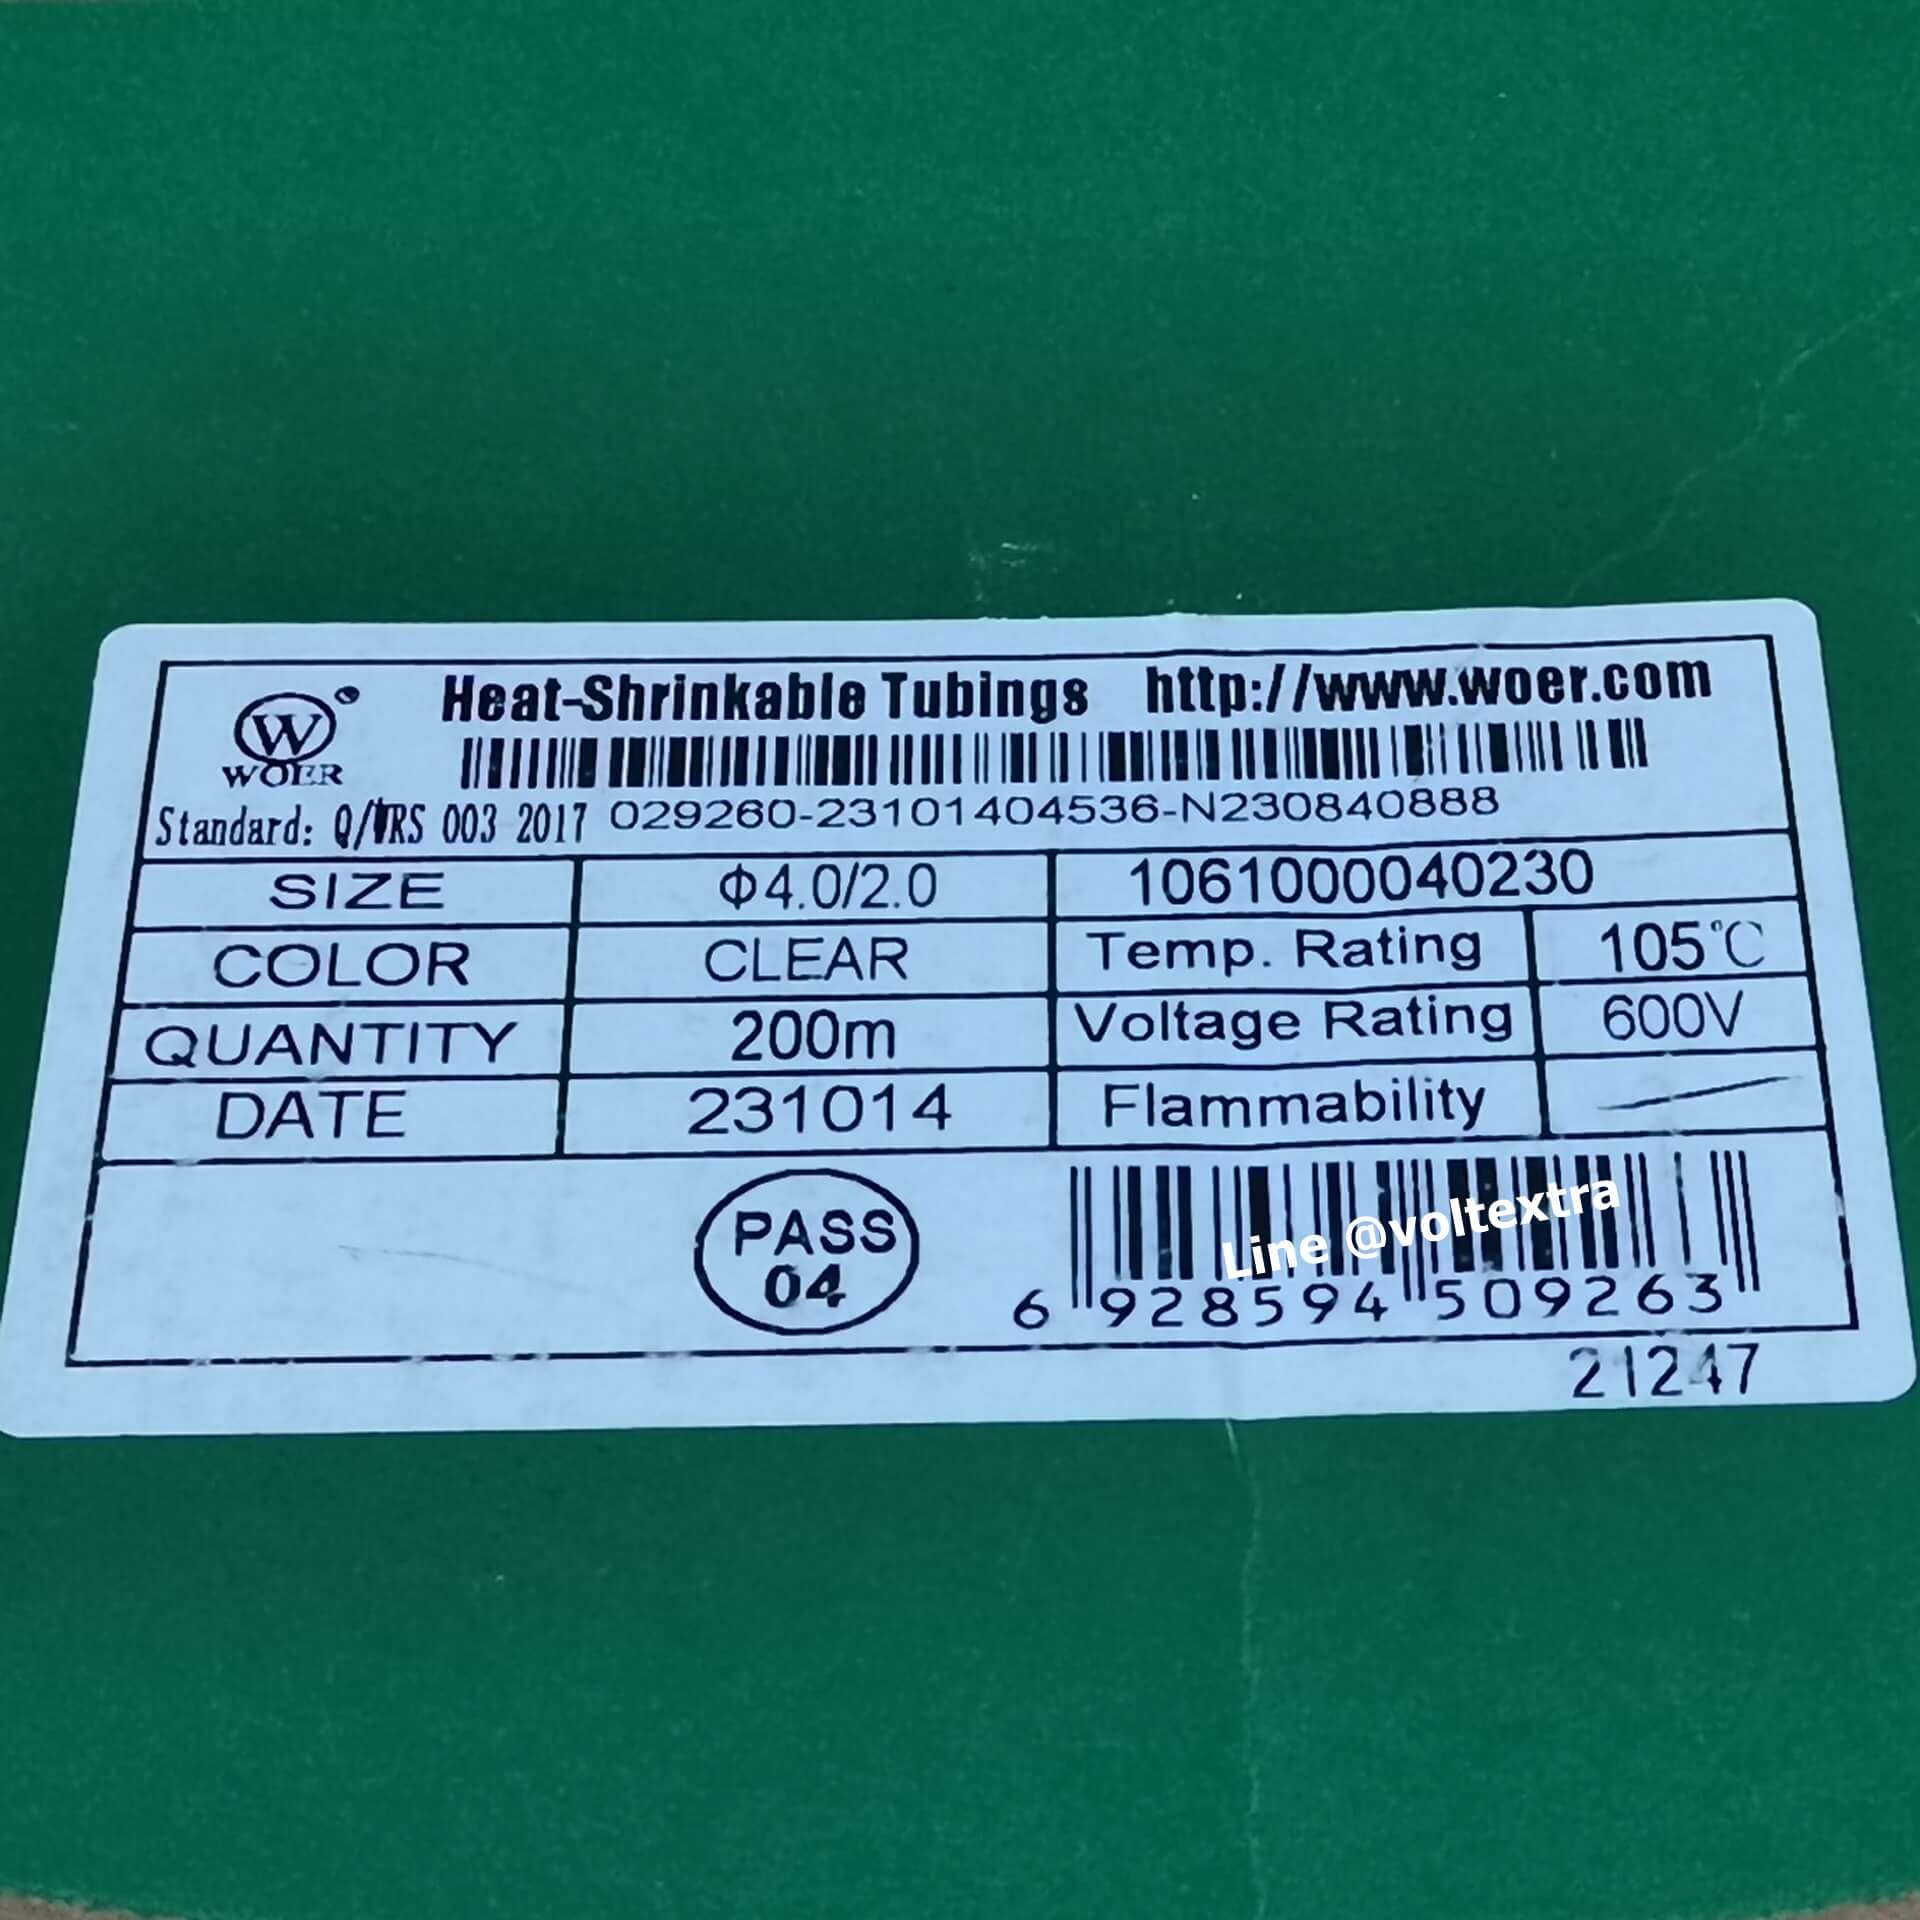 W
WOER
Heat-Shrinkable Tubings http://www.woer.com
Standard: Q/WRS 003 2017 029260-23101404536-N230840888
SIZE Φ4.0/2.0 1061000040230
COLOR CLEAR Temp. Rating 105℃
QUANTITY 200m Voltage Rating 600V
DATE 231014 Flammability
PASS
04
Line @voltextra
6 928594 509263
21247